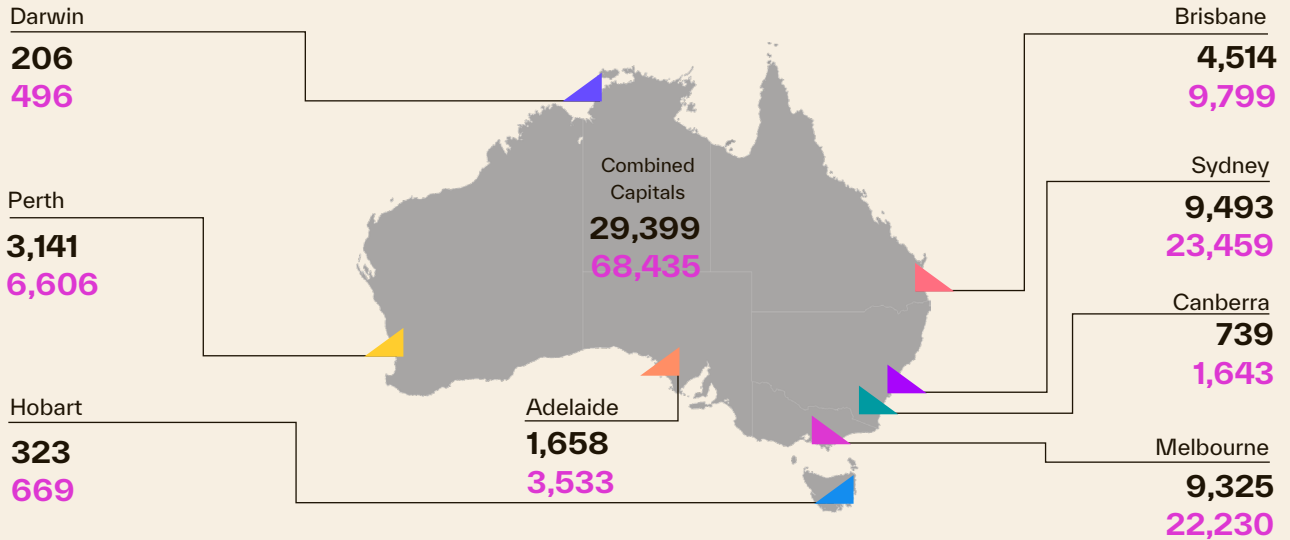 Darwin
206
496
Perth
3,141
6,606
Hobart
323
669
Combined
Capitals
29,399
68,435
Adelaide
1,658
3,533
Brisbane
4,514
9,799
Sydney
9,493
23,459
Canberra
739
1,643
Melbourne
9,325
22,230